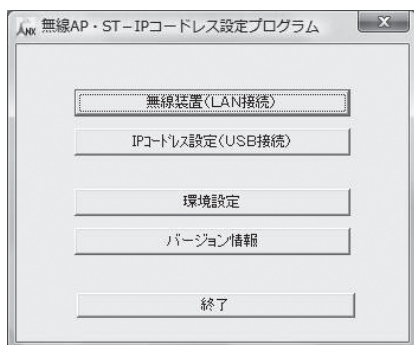 NX 無線AP・ST-IPコードレス設定プログラム
無線装置(LAN接続)
IPコードレス設定(USB接続)
環境設定
バージョン情報
終了